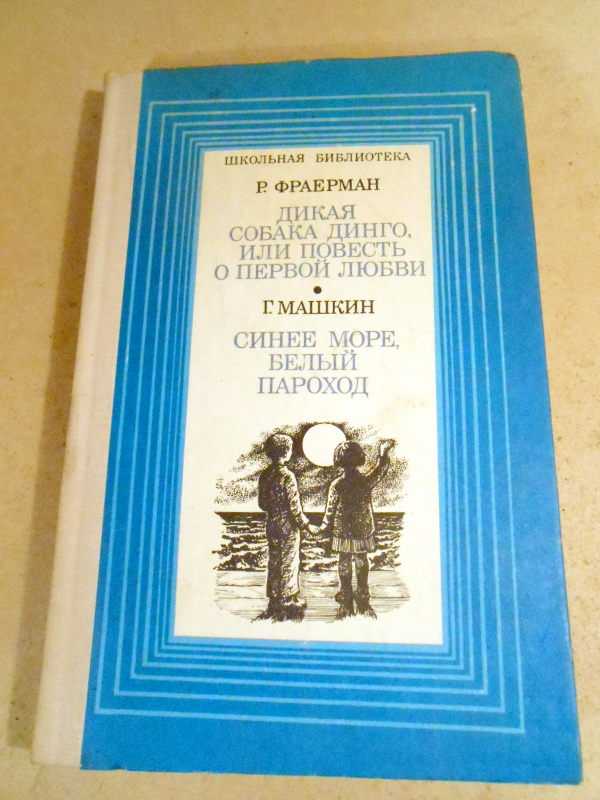 ШКОЛЬНАЯ БИБЛИОТЕКА
Р. ФРАЕРМАН
ДИКАЯ
СОБАКА ДИНГО,
ИЛИ ПОВЕСТЬ
О ПЕРВОЙ ЛЮБВИ
•
Г. МАШКИН
СИНЕЕ МОРЕ,
БЕЛЫЙ
ПАРОХОД